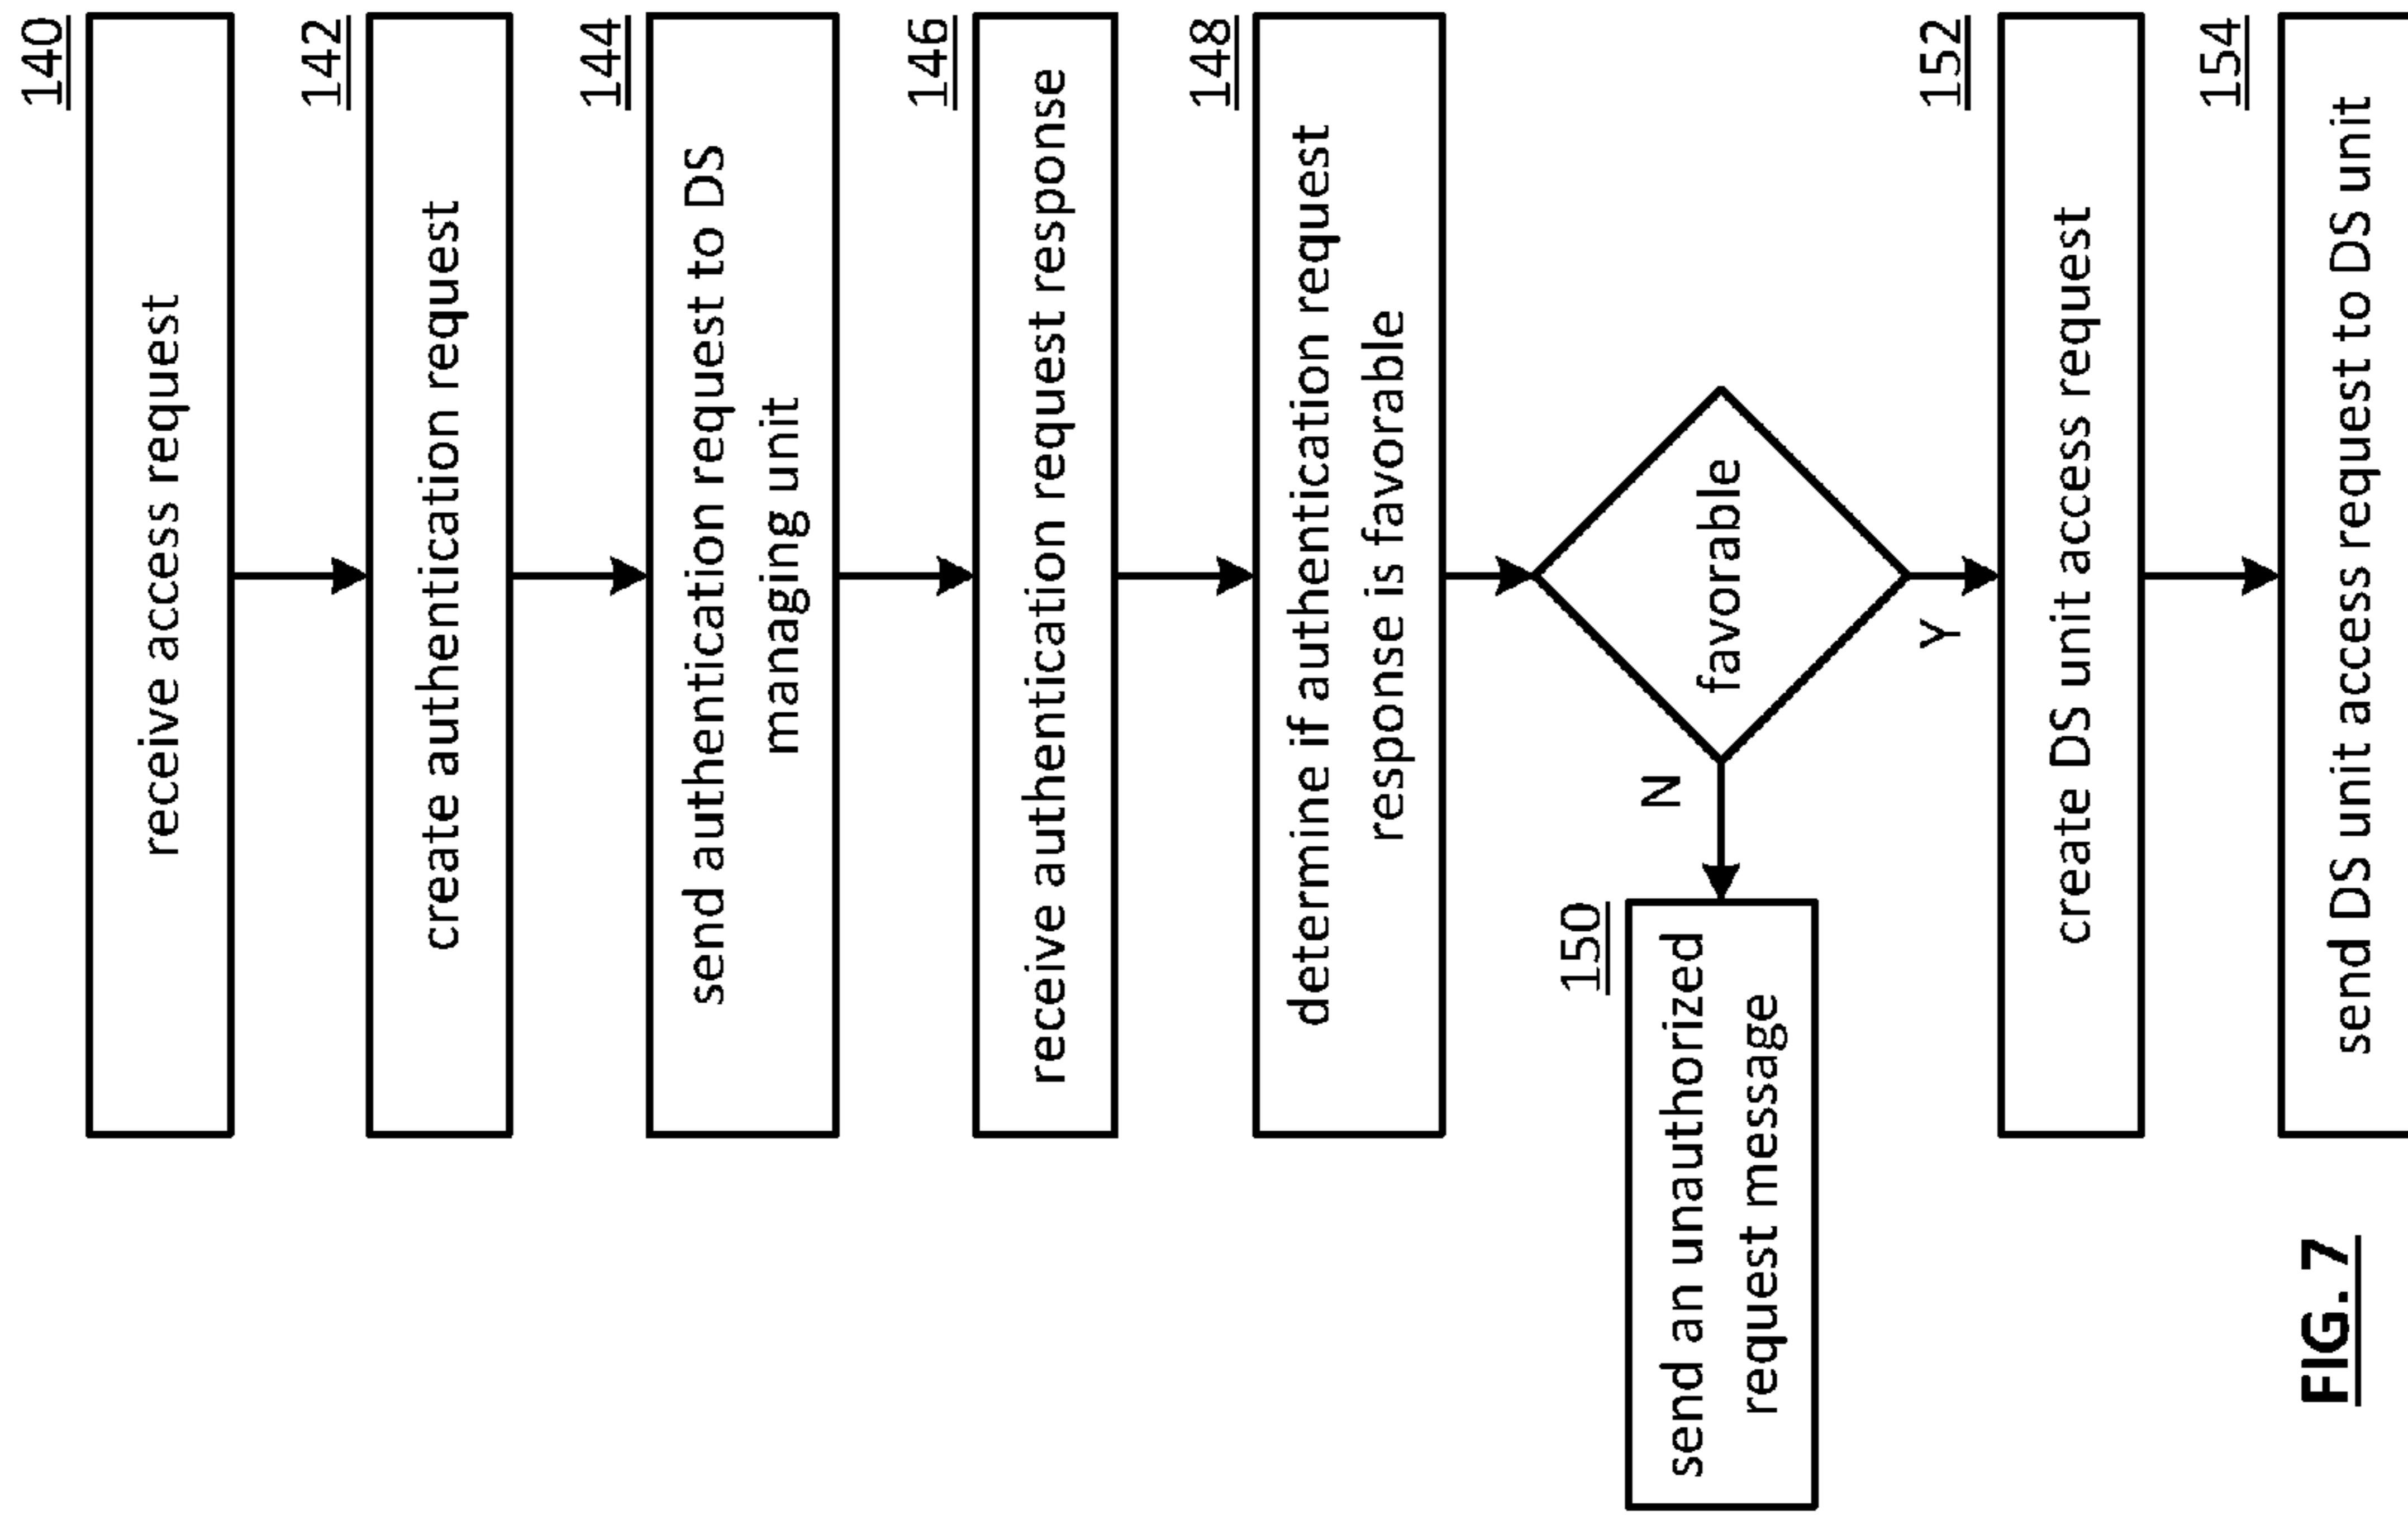 140
receive access request
142
create authentication request
144
send authentication request to DS
managing unit
146
receive authentication request response
148
determine if authentication request
response is favorable
favorable
N
Y
150
send an unauthorized
request message
152
create DS unit access request
154
send DS unit access request to DS unit
FIG. 7